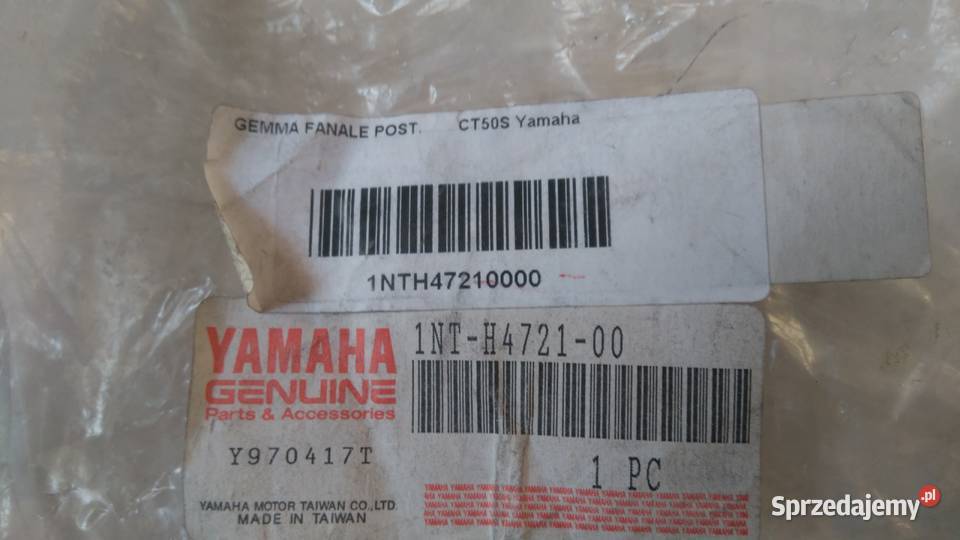 GEMMA FANALE POST. CT50S Yamaha
1NTH47210000
YAMAHA
GENUINE
Parts & Accessories
1NT-H4721-00
Y970417T
1 PC
YAMAHA MOTOR TAIWAN CO.,LTD.
MADE IN TAIWAN
Sprzedajemy.pl